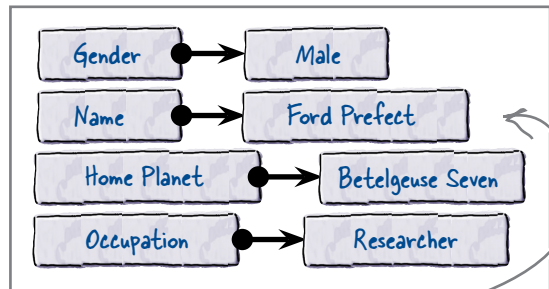 Gender Male
Name Ford Prefect
Home Planet Betelgeuse Seven
Occupation Researcher